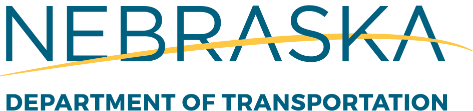 NEBRASKA
DEPARTMENT OF TRANSPORTATION